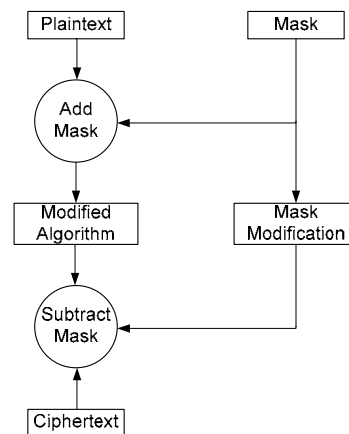 Plaintext
Mask
Add
Mask
Modified
Algorithm
Mask
Modification
Subtract
Mask
Ciphertext